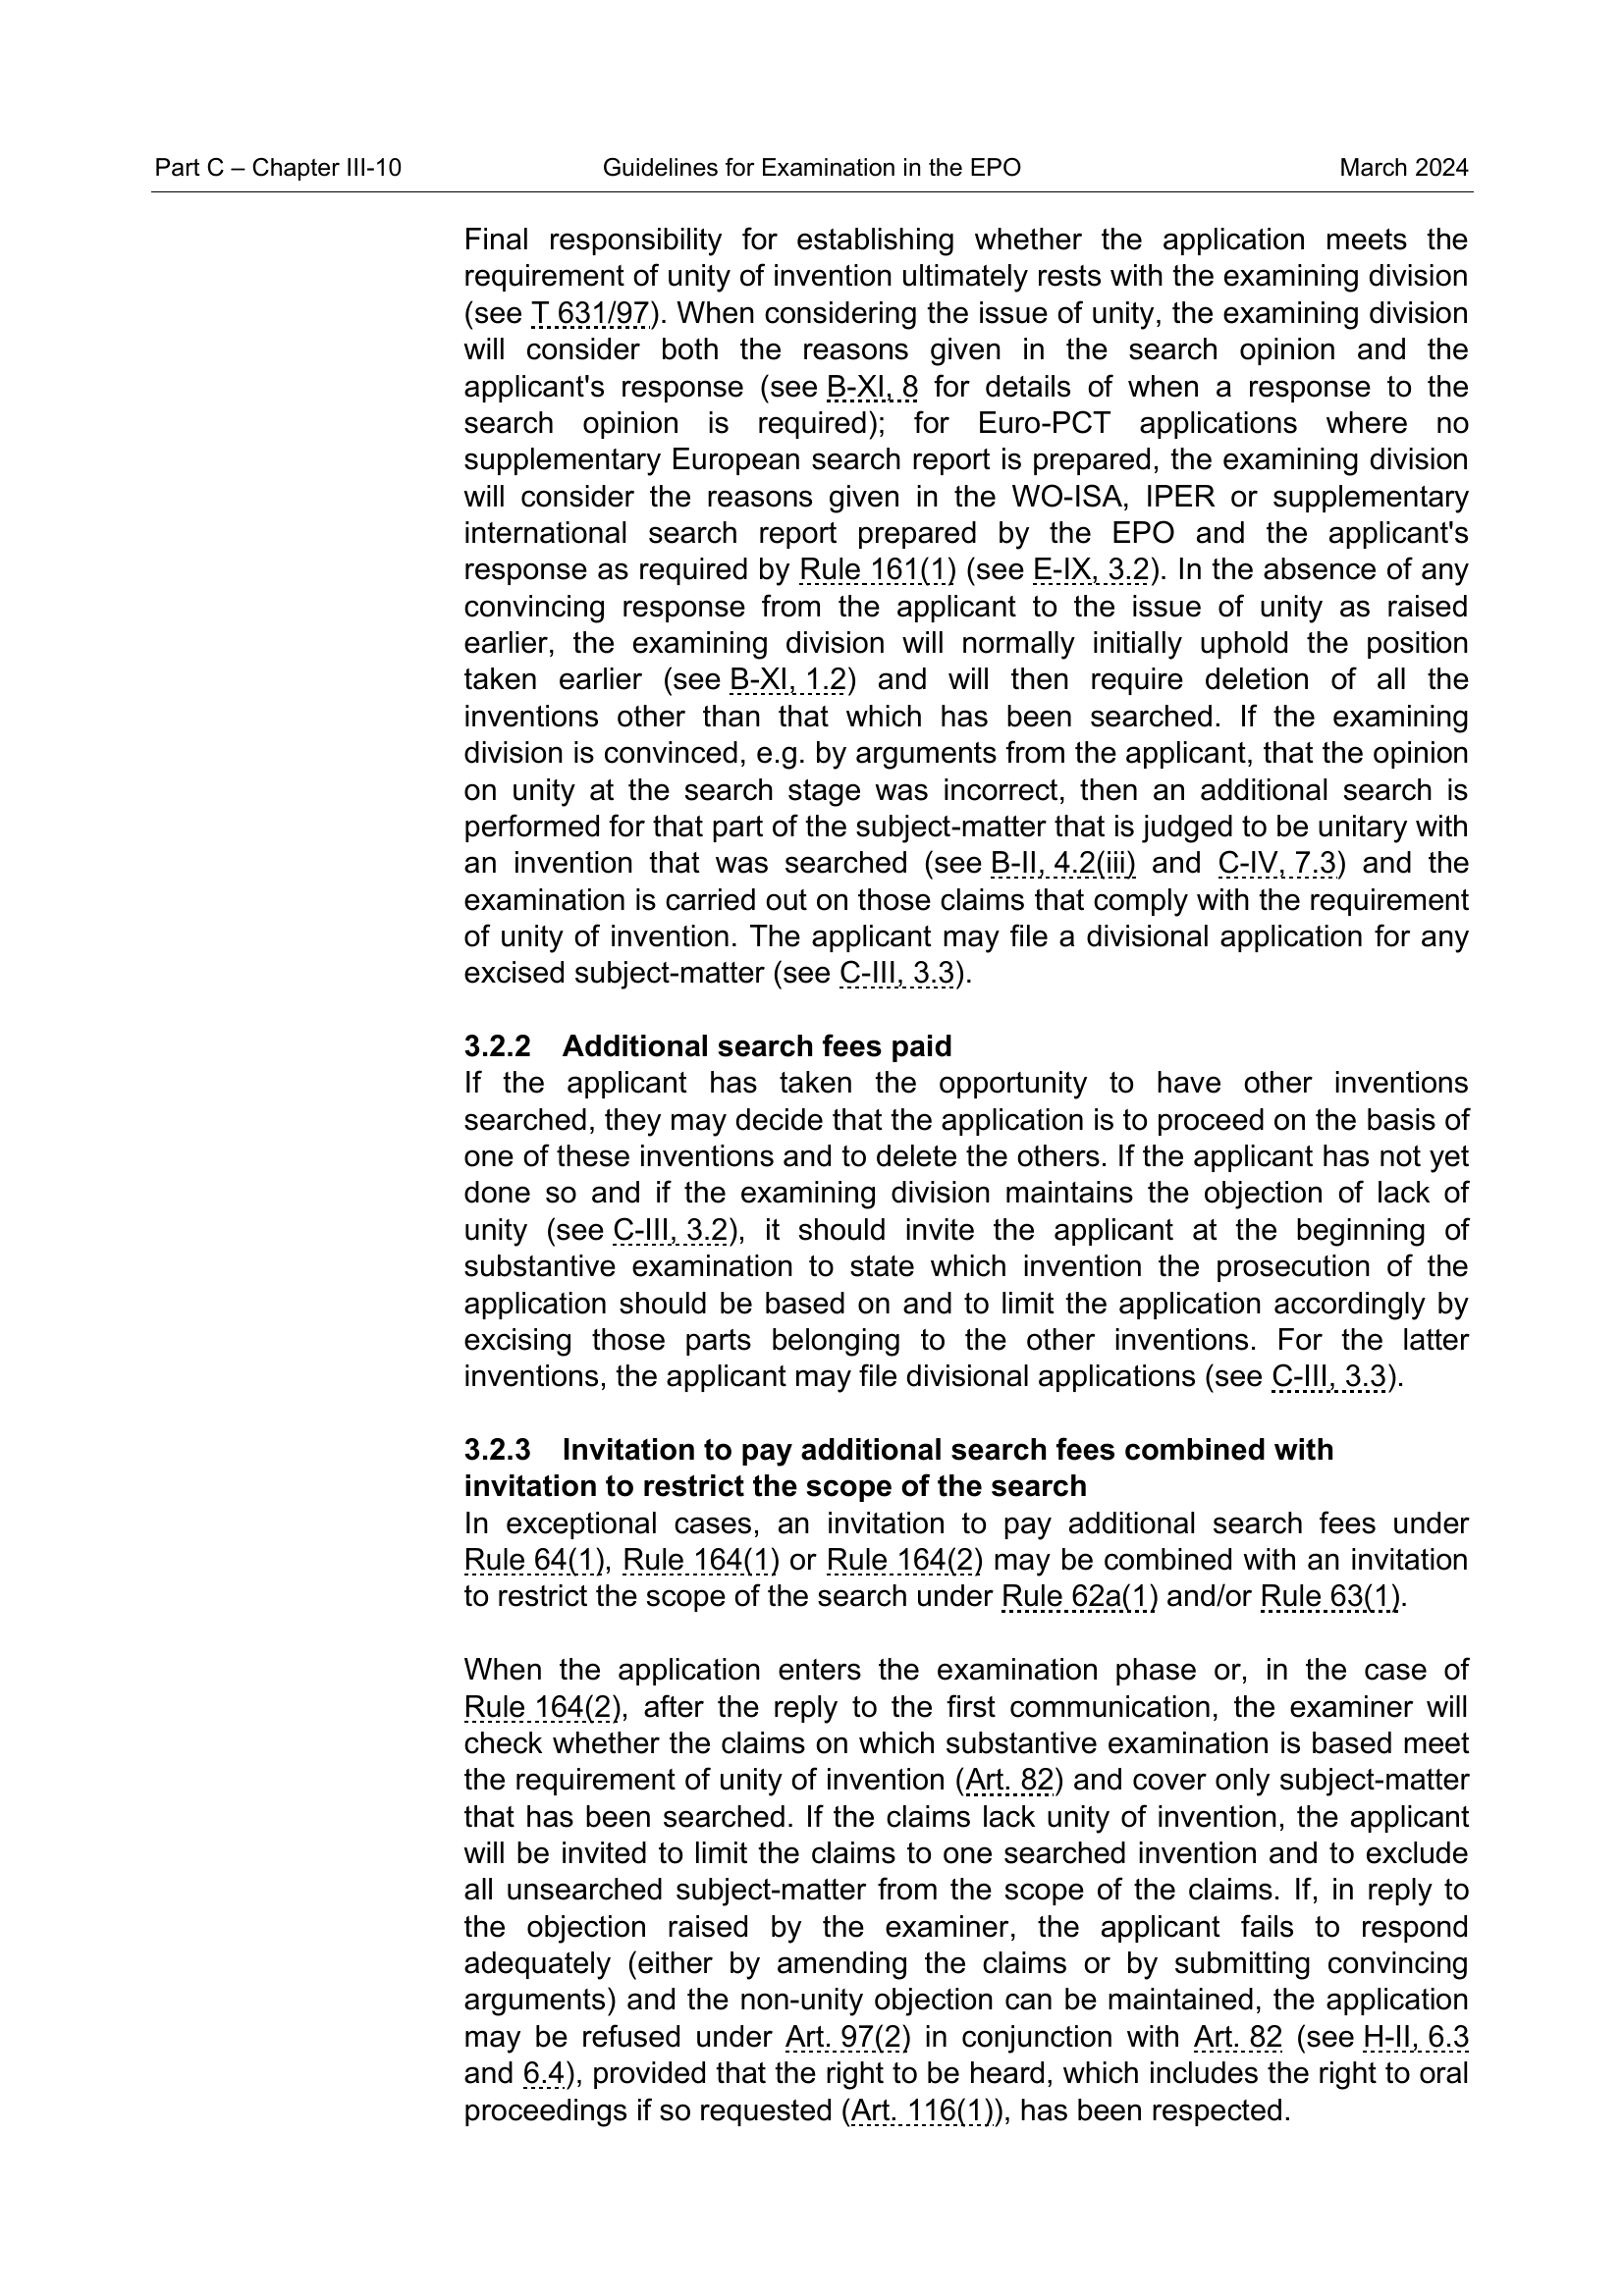 Part C – Chapter III-10 Guidelines for Examination in the EPO March 2024
Final responsibility for establishing whether the application meets the
requirement of unity of invention ultimately rests with the examining division
(see T 631/97). When considering the issue of unity, the examining division
will consider both the reasons given in the search opinion and the
applicant's response (see B-XI, 8 for details of when a response to the
search opinion is required); for Euro-PCT applications where no
supplementary European search report is prepared, the examining division
will consider the reasons given in the WO-ISA, IPER or supplementary
international search report prepared by the EPO and the applicant's
response as required by Rule 161(1) (see E-IX, 3.2). In the absence of any
convincing response from the applicant to the issue of unity as raised
earlier, the examining division will normally initially uphold the position
taken earlier (see B-XI, 1.2) and will then require deletion of all the
inventions other than that which has been searched. If the examining
division is convinced, e.g. by arguments from the applicant, that the opinion
on unity at the search stage was incorrect, then an additional search is
performed for that part of the subject-matter that is judged to be unitary with
an invention that was searched (see B-II, 4.2(iii) and C-IV, 7.3) and the
examination is carried out on those claims that comply with the requirement
of unity of invention. The applicant may file a divisional application for any
excised subject-matter (see C-III, 3.3).
3.2.2 Additional search fees paid
If the applicant has taken the opportunity to have other inventions
searched, they may decide that the application is to proceed on the basis of
one of these inventions and to delete the others. If the applicant has not yet
done so and if the examining division maintains the objection of lack of
unity (see C-III, 3.2), it should invite the applicant at the beginning of
substantive examination to state which invention the prosecution of the
application should be based on and to limit the application accordingly by
excising those parts belonging to the other inventions. For the latter
inventions, the applicant may file divisional applications (see C-III, 3.3).
3.2.3 Invitation to pay additional search fees combined with
invitation to restrict the scope of the search
In exceptional cases, an invitation to pay additional search fees under
Rule 64(1), Rule 164(1) or Rule 164(2) may be combined with an invitation
to restrict the scope of the search under Rule 62a(1) and/or Rule 63(1).
When the application enters the examination phase or, in the case of
Rule 164(2), after the reply to the first communication, the examiner will
check whether the claims on which substantive examination is based meet
the requirement of unity of invention (Art. 82) and cover only subject-matter
that has been searched. If the claims lack unity of invention, the applicant
will be invited to limit the claims to one searched invention and to exclude
all unsearched subject-matter from the scope of the claims. If, in reply to
the objection raised by the examiner, the applicant fails to respond
adequately (either by amending the claims or by submitting convincing
arguments) and the non-unity objection can be maintained, the application
may be refused under Art. 97(2) in conjunction with Art. 82 (see H-II, 6.3
and 6.4), provided that the right to be heard, which includes the right to oral
proceedings if so requested (Art. 116(1)), has been respected.